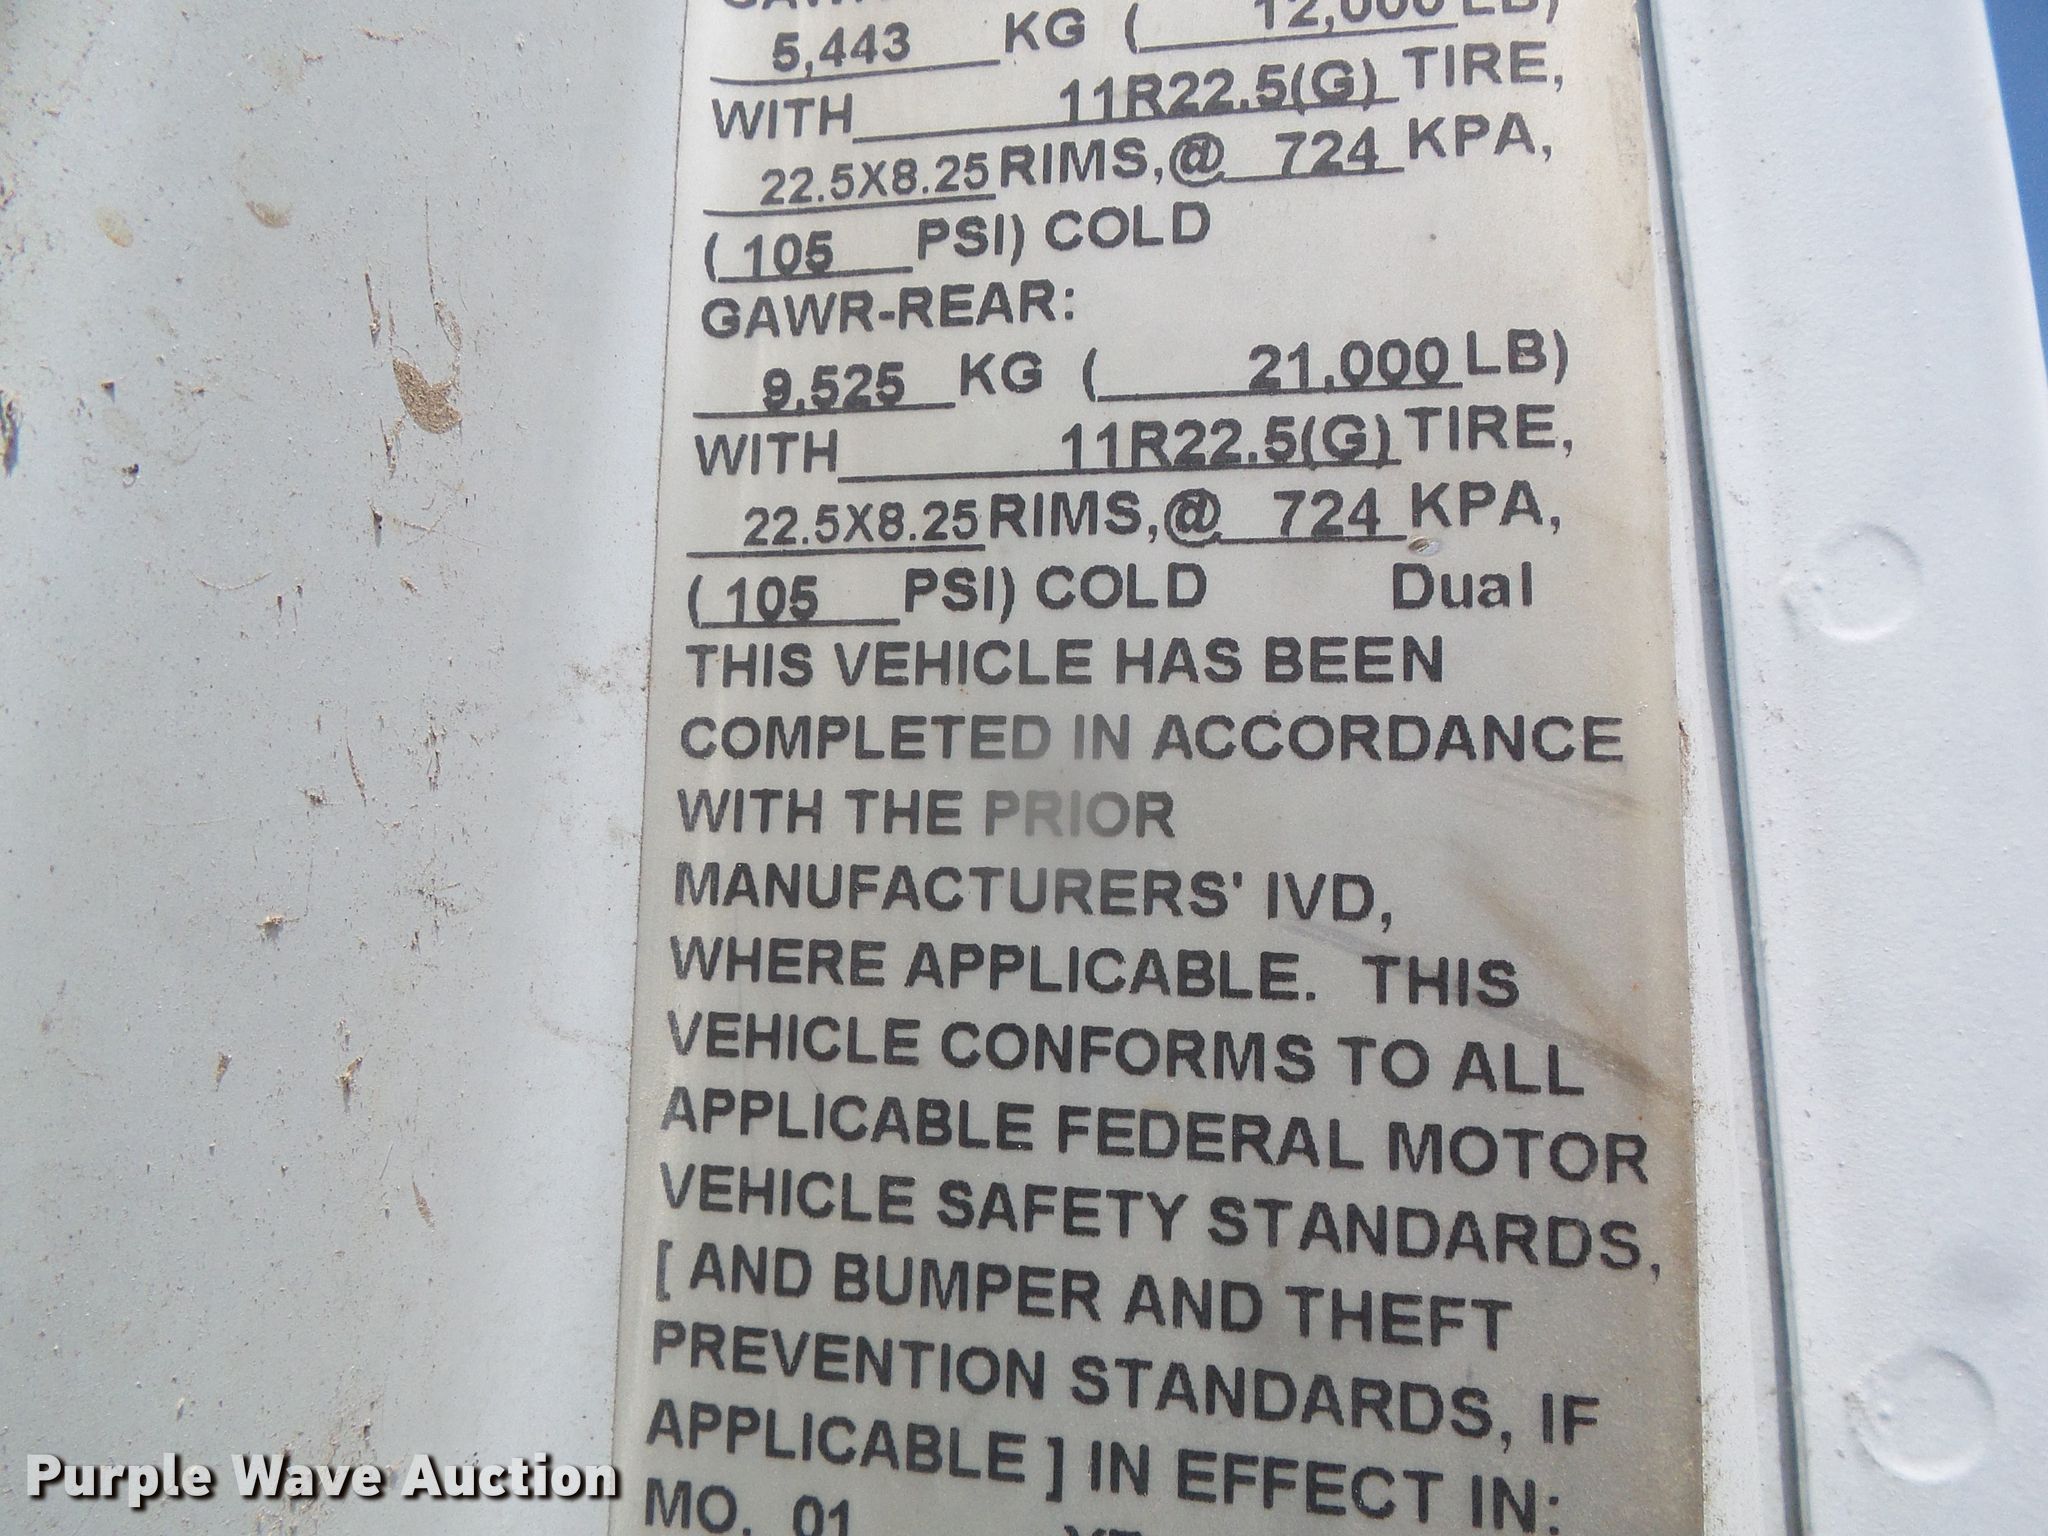 5,443 KG ( 12,000 LB)
WITH 11R22.5(G) TIRE,
22.5X8.25 RIMS,@ 724 KPA,
( 105 PSI) COLD
GAWR-REAR:
9,525 KG ( 21,000 LB)
WITH 11R22.5(G) TIRE,
22.5X8.25 RIMS,@ 724 KPA,
( 105 PSI) COLD Dual
THIS VEHICLE HAS BEEN
COMPLETED IN ACCORDANCE
WITH THE PRIOR
MANUFACTURERS' IVD,
WHERE APPLICABLE. THIS
VEHICLE CONFORMS TO ALL
APPLICABLE FEDERAL MOTOR
VEHICLE SAFETY STANDARDS,
[ AND BUMPER AND THEFT
PREVENTION STANDARDS, IF
APPLICABLE ] IN EFFECT IN:
MO. 01
Purple Wave Auction